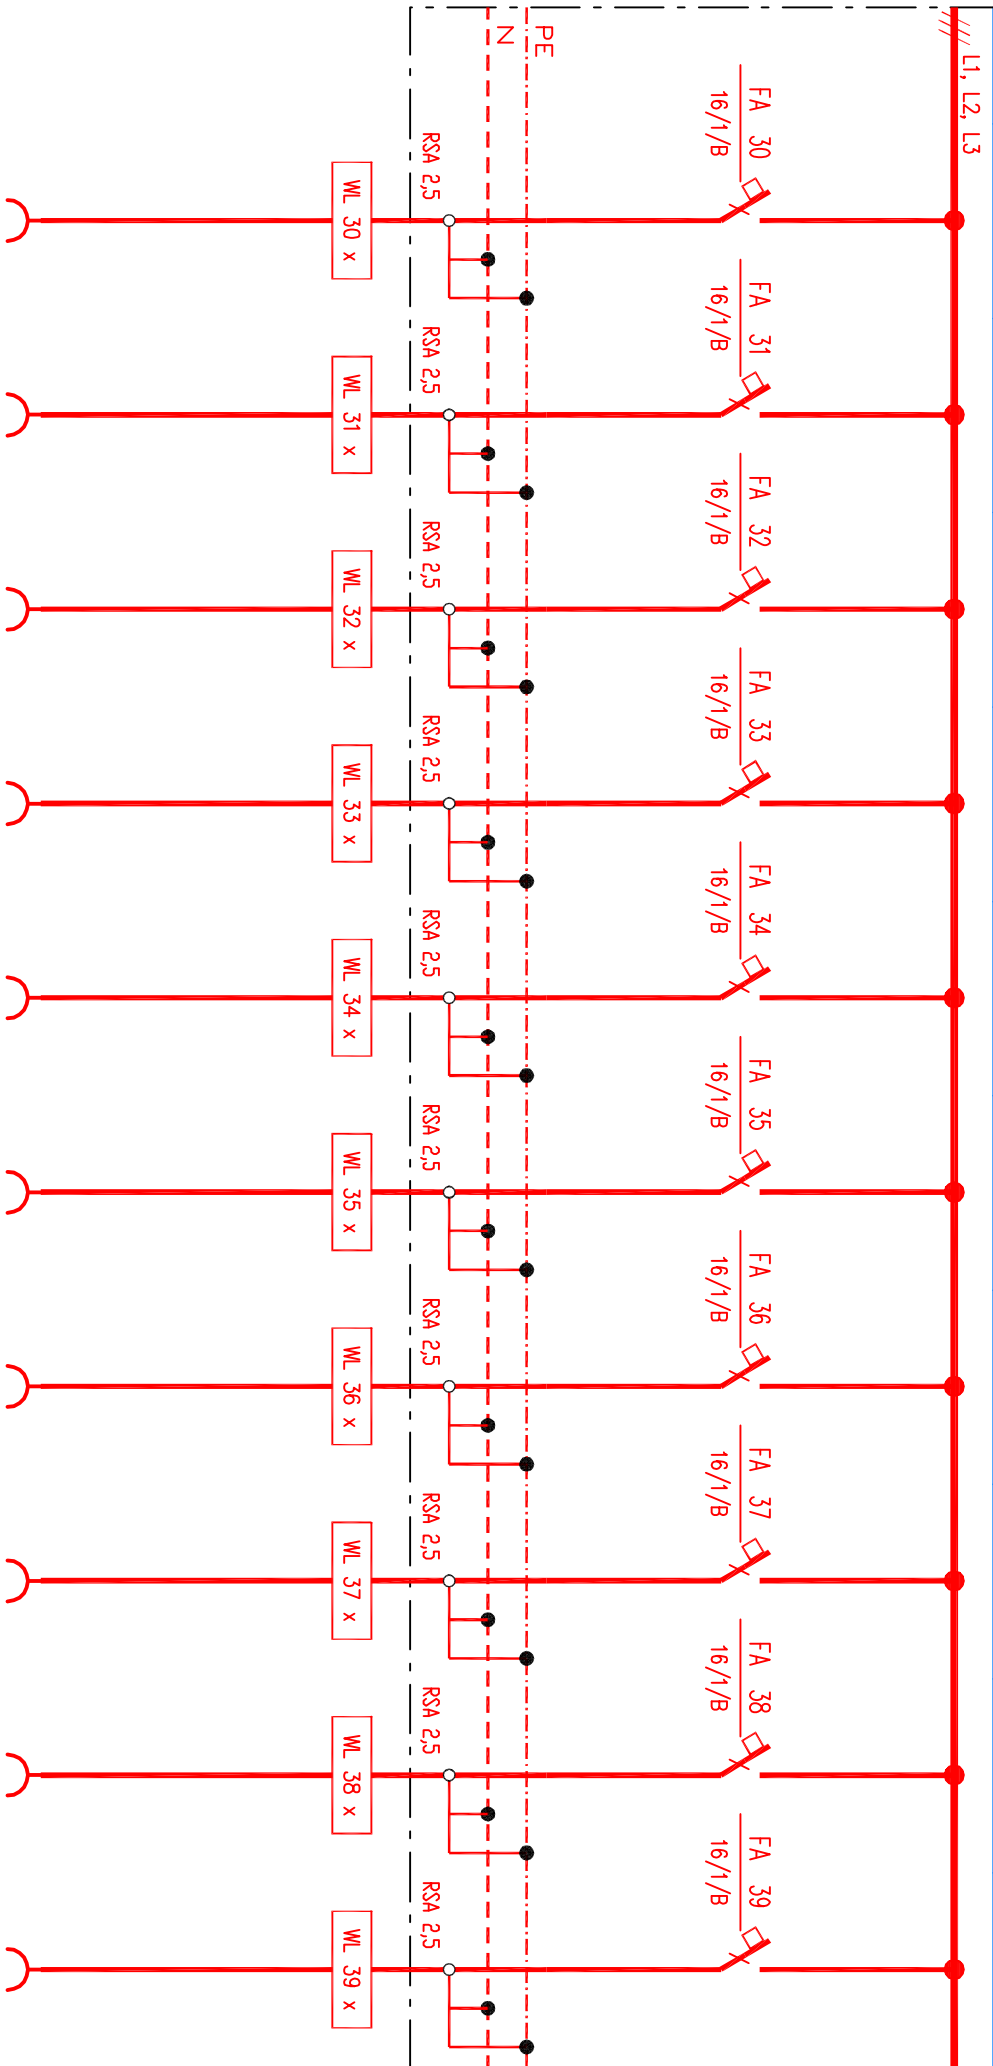 L1, L2, L3
PE
N
FA 30
16/1/B
RSA 2,5
WL 30 x
FA 31
16/1/B
RSA 2,5
WL 31 x
FA 32
16/1/B
RSA 2,5
WL 32 x
FA 33
16/1/B
RSA 2,5
WL 33 x
FA 34
16/1/B
RSA 2,5
WL 34 x
FA 35
16/1/B
RSA 2,5
WL 35 x
FA 36
16/1/B
RSA 2,5
WL 36 x
FA 37
16/1/B
RSA 2,5
WL 37 x
FA 38
16/1/B
RSA 2,5
WL 38 x
FA 39
16/1/B
RSA 2,5
WL 39 x